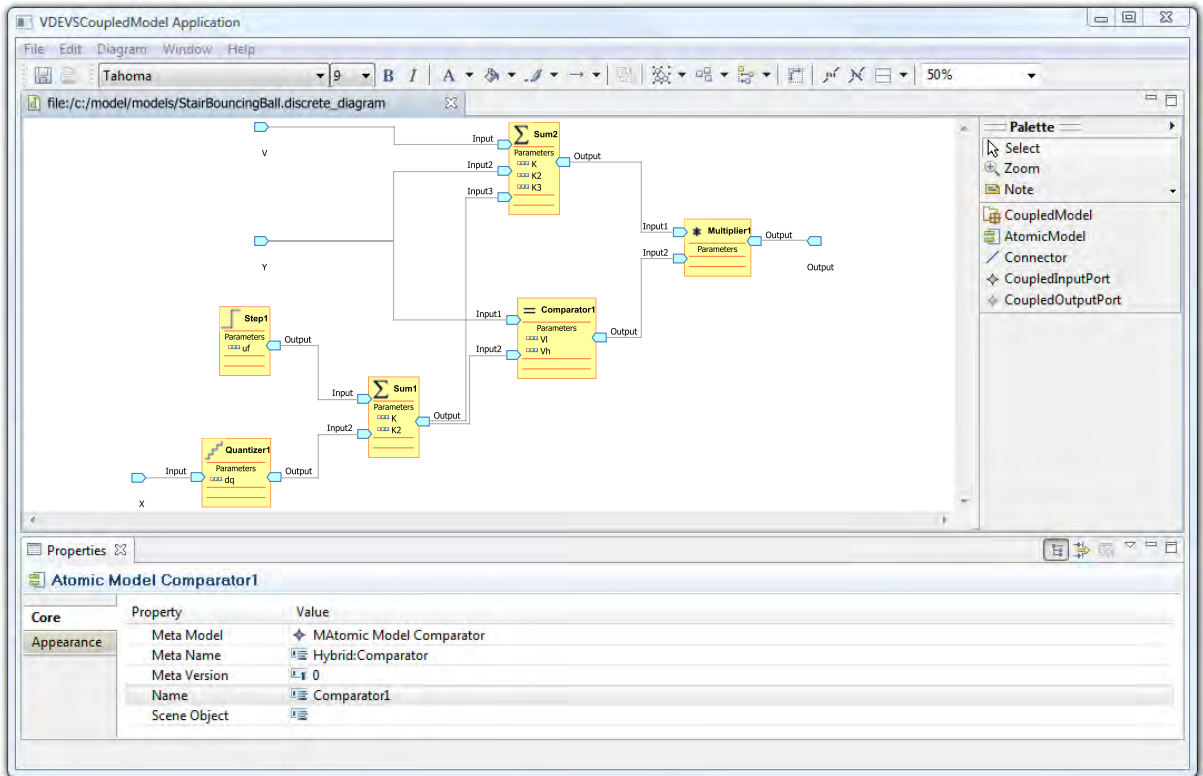 VDEVSCoupledModel Application
File Edit Diagram Window Help
Tahoma 9 B I A 50%
file:/c:/model/models/StairBouncingBall.discrete_diagram
Palette
Select
Zoom
Note
CoupledModel
AtomicModel
Connector
CoupledInputPort
CoupledOutputPort
V
Input
Input2
Input3
Sum2
Parameters
K
K2
K3
Output
Y
Input1
Input2
Multiplier1
Parameters
Output
Output
Step1
Parameters
uf
Output
Input1
Input2
Comparator1
Parameters
Vl
Vh
Output
Input
Input2
Sum1
Parameters
K
K2
Output
X
Input
Quantizer1
Parameters
dq
Output
Properties
Atomic Model Comparator1
Core
Appearance
Property Value
Meta Model MAtomic Model Comparator
Meta Name Hybrid:Comparator
Meta Version 0
Name Comparator1
Scene Object